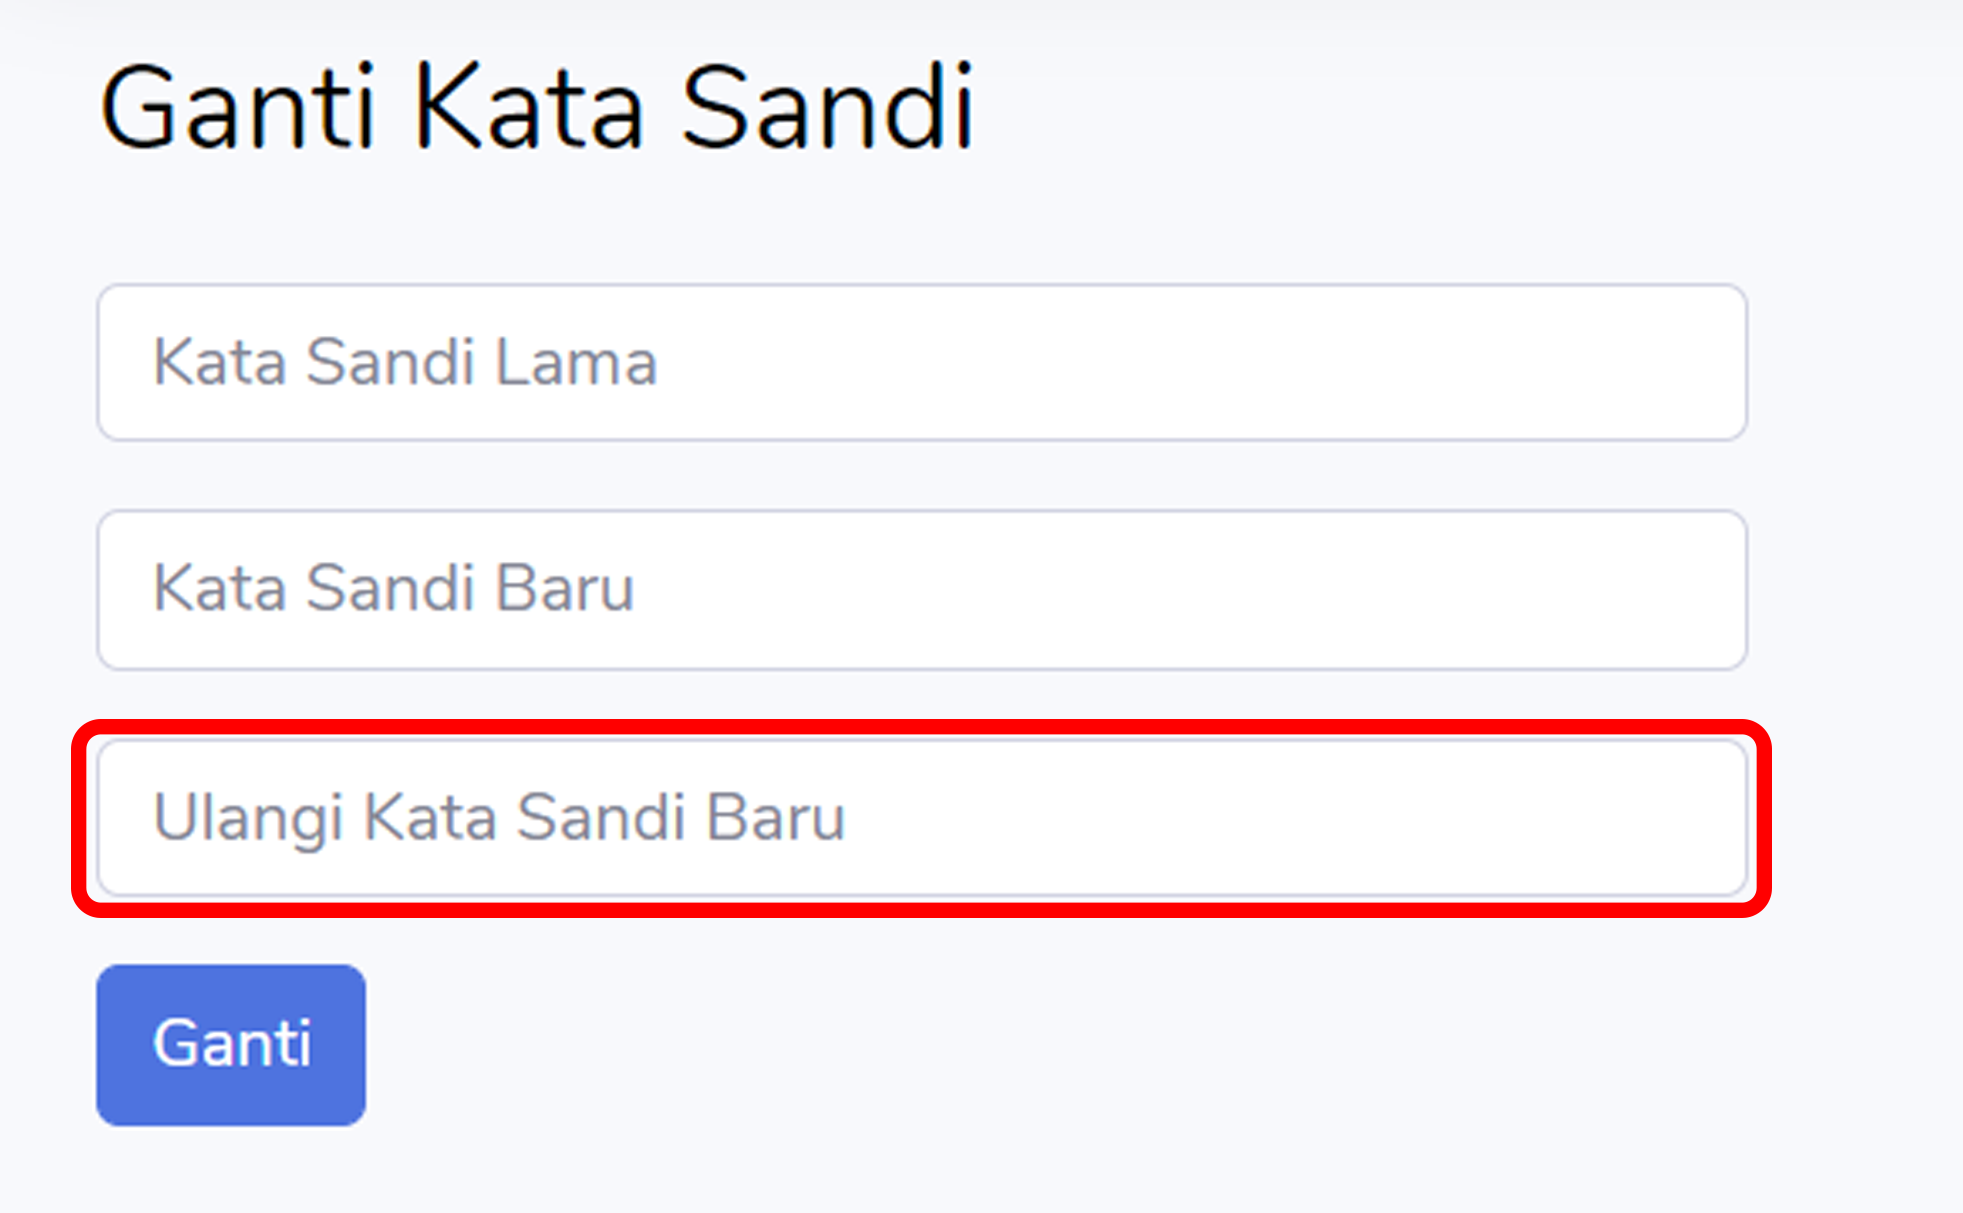 Ganti Kata Sandi
Kata Sandi Lama
Kata Sandi Baru
Ulangi Kata Sandi Baru
Ganti